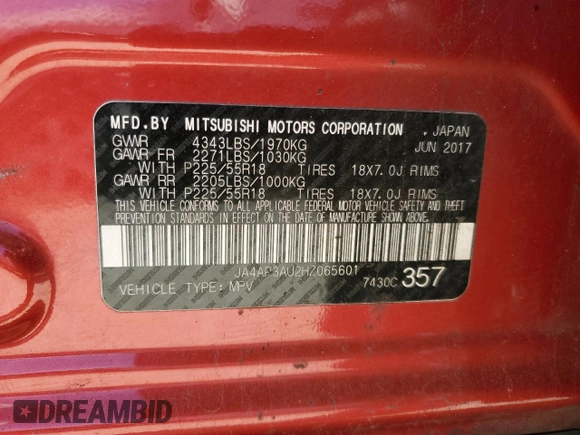 MFD.BY MITSUBISHI MOTORS CORPORATION , JAPAN
GVWR 4343LBS/1970KG JUN 2017
GAWR FR 2271LBS/1030KG
WITH P225/55R18 TIRES 18X7.0J RIMS
GAWR RR 2205LBS/1000KG
WITH P225/55R18 TIRES 18X7.0J RIMS
THIS VEHICLE CONFORMS TO ALL APPLICABLE FEDERAL MOTOR VEHICLE SAFETY AND THEFT
PREVENTION STANDARDS IN EFFECT ON THE DATE OF MANUFACTURE SHOWN ABOVE.
JA4AP3AU2HZ065601
VEHICLE TYPE: MPV 7430C 357
DREAMBID